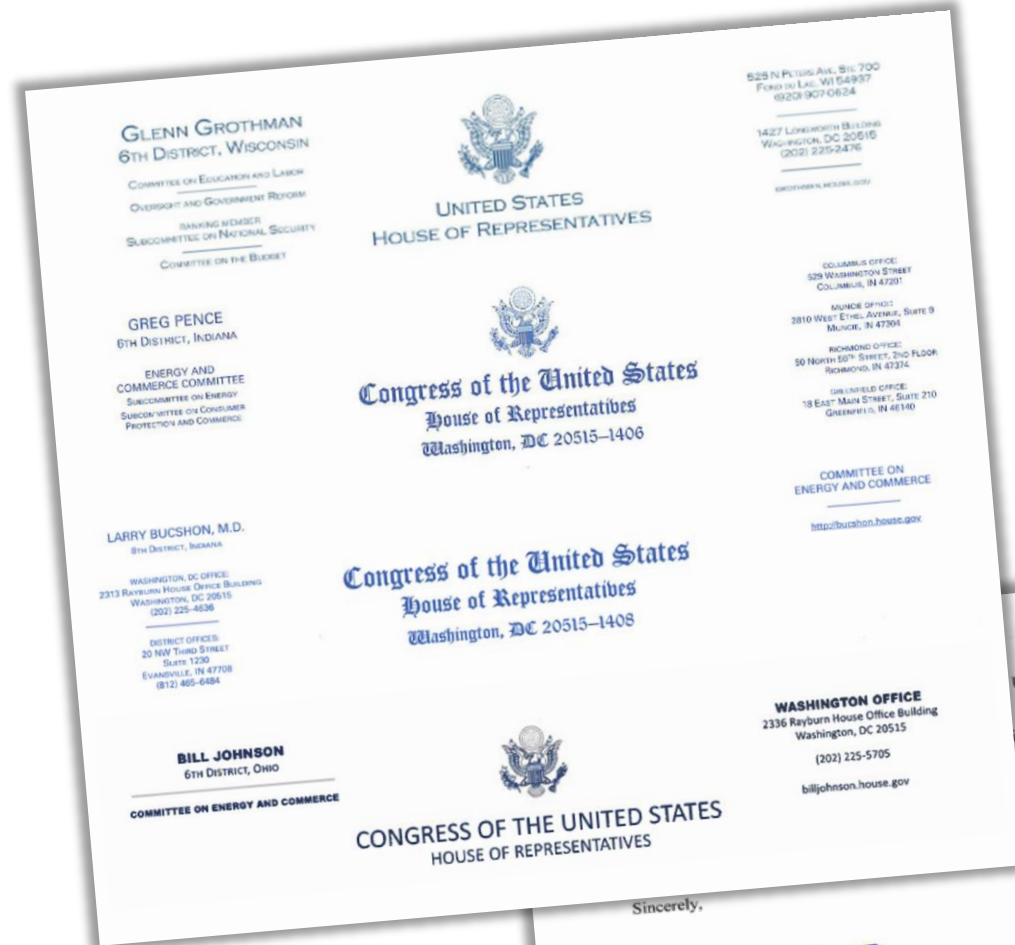 GLENN GROTHMAN
6TH DISTRICT, WISCONSIN
COMMITTEE ON EDUCATION AND LABOR
OVERSIGHT AND GOVERNMENT REFORM
RANKING MEMBER
SUBCOMMITTEE ON NATIONAL SECURITY
COMMITTEE ON THE BUDGET
UNITED STATES
HOUSE OF REPRESENTATIVES
525 N PETERS AVE, STE 700
FOND DU LAC, WI 54937
(920) 907-0624
1427 LONGWORTH BUILDING
WASHINGTON, DC 20515
(202) 225-2476
GROTHMAN.HOUSE.GOV
GREG PENCE
6TH DISTRICT, INDIANA
ENERGY AND
COMMERCE COMMITTEE
SUBCOMMITTEE ON ENERGY
SUBCOMMITTEE ON CONSUMER
PROTECTION AND COMMERCE
Congress of the United States
House of Representatives
Washington, DC 20515–1406
COLUMBUS OFFICE:
529 WASHINGTON STREET
COLUMBUS, IN 47201
MUNCIE OFFICE:
2810 WEST ETHEL AVENUE, SUITE 9
MUNCIE, IN 47304
RICHMOND OFFICE:
50 NORTH 50TH STREET, 2ND FLOOR
RICHMOND, IN 47374
GREENFIELD OFFICE:
18 EAST MAIN STREET, SUITE 210
GREENFIELD, IN 46140
LARRY BUCSHON, M.D.
8TH DISTRICT, INDIANA
WASHINGTON, DC OFFICE:
2313 RAYBURN HOUSE OFFICE BUILDING
WASHINGTON, DC 20515
(202) 225-4636
DISTRICT OFFICES:
20 NW THIRD STREET
SUITE 1230
EVANSVILLE, IN 47708
(812) 465-6484
Congress of the United States
House of Representatives
Washington, DC 20515–1408
COMMITTEE ON
ENERGY AND COMMERCE
http://bucshon.house.gov
BILL JOHNSON
6TH DISTRICT, OHIO
COMMITTEE ON ENERGY AND COMMERCE
CONGRESS OF THE UNITED STATES
HOUSE OF REPRESENTATIVES
WASHINGTON OFFICE
2336 Rayburn House Office Building
Washington, DC 20515
(202) 225-5705
billjohnson.house.gov
Sincerely,